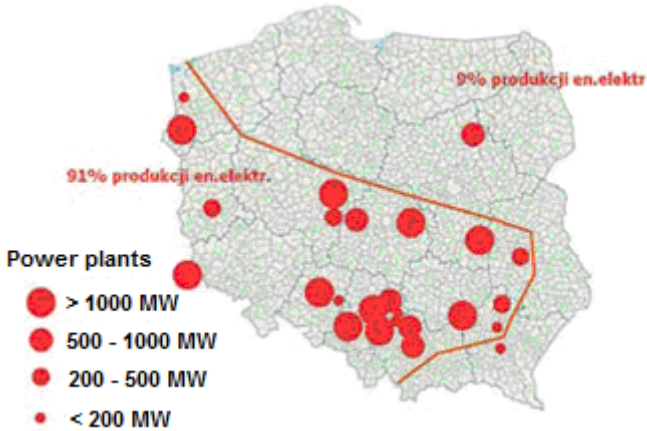 9% produkcji en.elektr
91% produkcji en.elektr.
Power plants
> 1000 MW
500 - 1000 MW
200 - 500 MW
< 200 MW